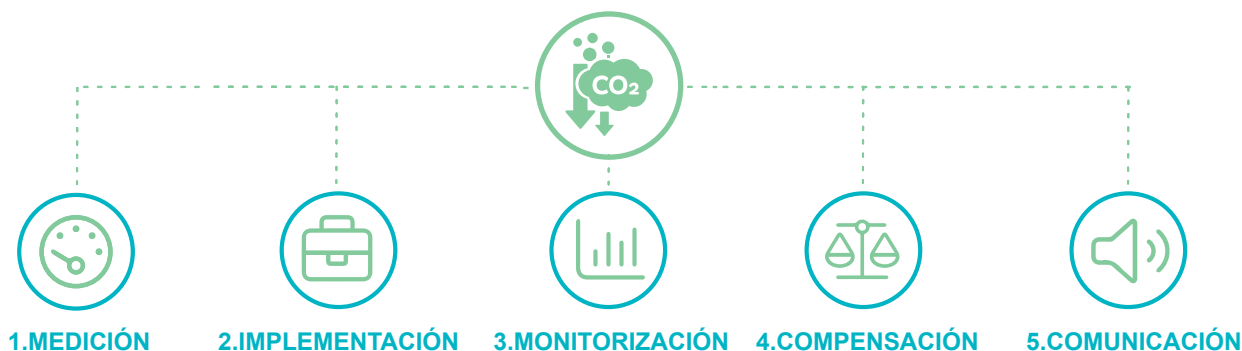 CO₂
1.MEDICIÓN
2.IMPLEMENTACIÓN
3.MONITORIZACIÓN
4.COMPENSACIÓN
5.COMUNICACIÓN